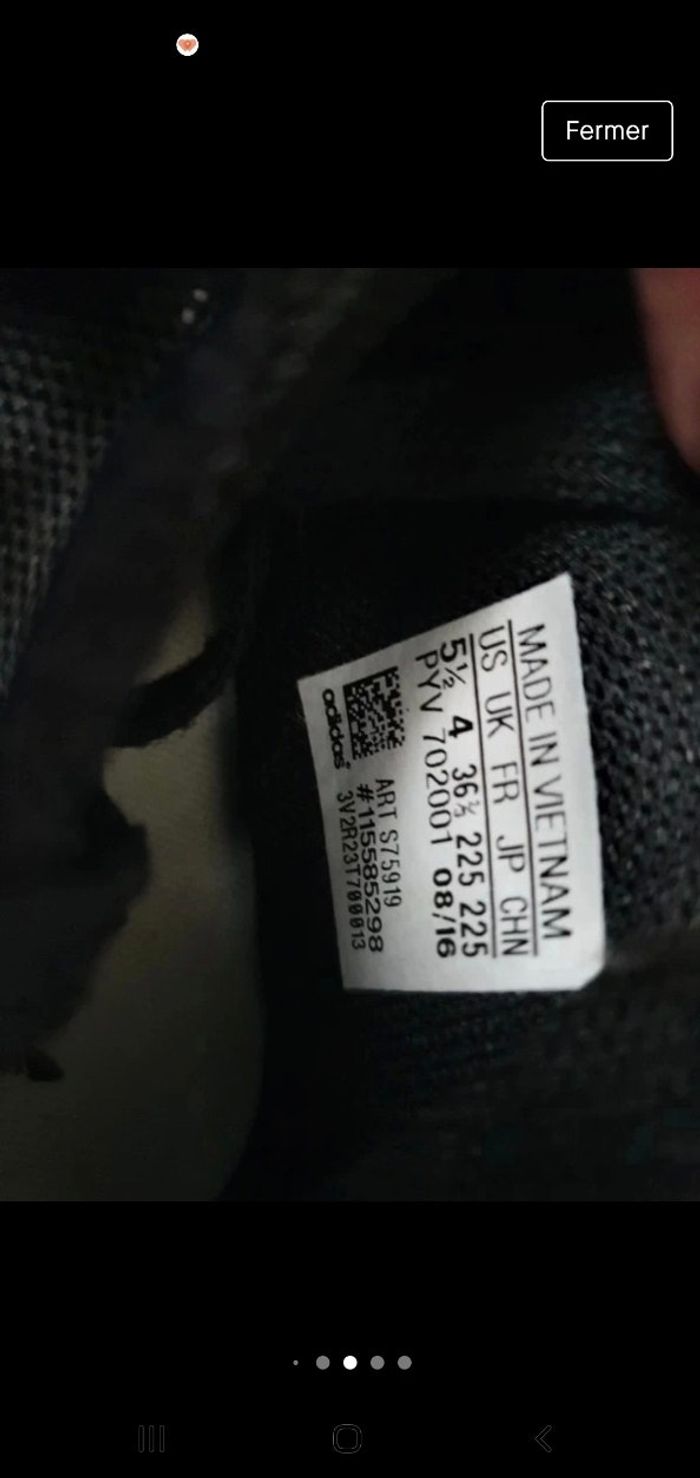 Fermer
MADE IN VIETNAM
US UK FR JP CHN
5½ 4 36⅔ 225 225
PYV 702001 08/16
ART S75919
#115585298
3V2R23T700013
adidas